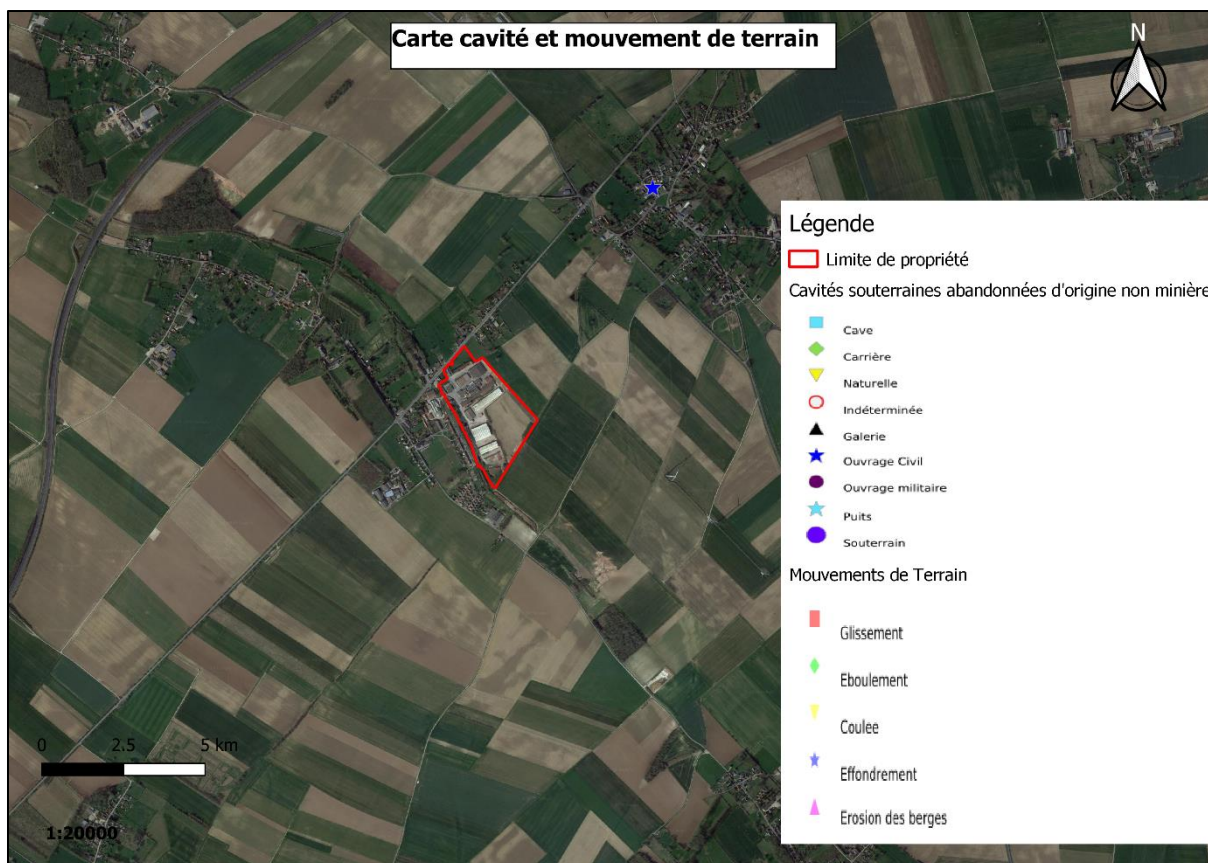 Carte cavité et mouvement de terrain
N
Légende
Limite de propriété
Cavités souterraines abandonnées d'origine non minière
Cave
Carrière
Naturelle
Indéterminée
Galerie
Ouvrage Civil
Ouvrage militaire
Puits
Souterrain
Mouvements de Terrain
Glissement
Eboulement
Coulee
Effondrement
Erosion des berges
0 2.5 5 km
1:20000